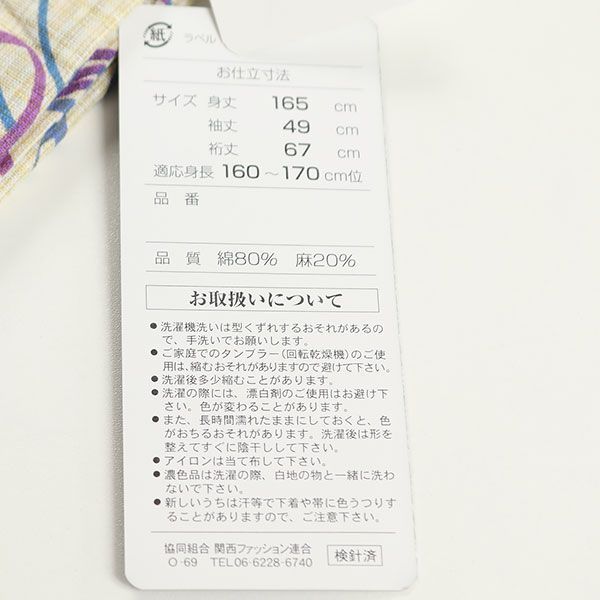 紙
ラベル
お仕立寸法
サイズ 身丈 165 cm
袖丈 49 cm
裄丈 67 cm
適応身長 160～170cm位
品 番
品 質 綿80% 麻20%
お取扱いについて
●洗濯機洗いは型くずれするおそれがあるの
で、手洗いでお願いします。
●ご家庭でのタンブラー(回転乾燥機)のご使
用は、縮むおそれがありますので避けて下さい。
●洗濯後多少縮むことがあります。
●洗濯の際には、漂白剤のご使用はお避け下
さい。色が変わることがあります。
●また、長時間濡れたままにしておくと、色
がおちるおそれがあります。洗濯後は形を
整えてすぐに陰干しして下さい。
●アイロンは当て布して下さい。
●濃色品は洗濯の際、白地の物と一緒に洗わ
ないで下さい。
●新しいうちは汗等で下着や帯に色うつりす
ることがありますので、ご注意下さい。
協同組合 関西ファッション連合
O-69 TEL06-6228-6740
検針済